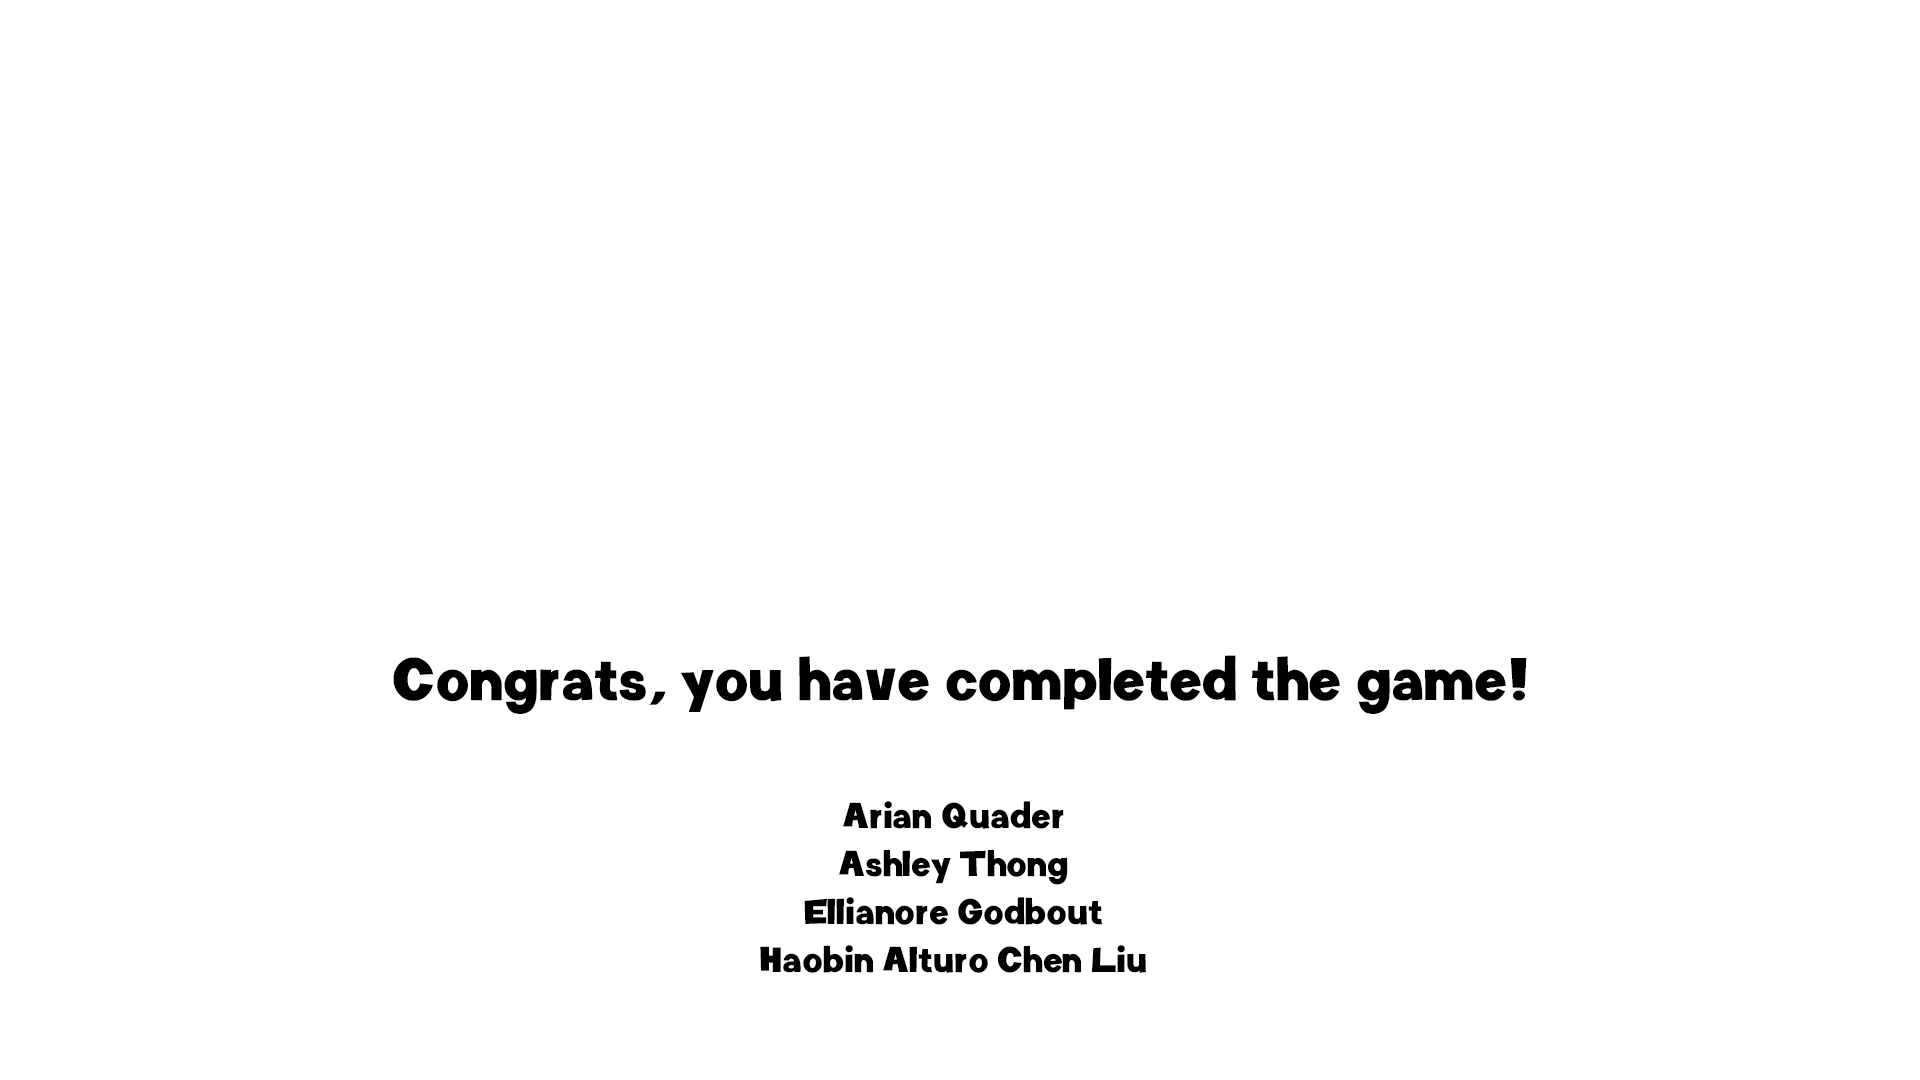 Congrats, you have completed the game!
Arian Quader
Ashley Thong
Ellianore Godbout
Haobin Alturo Chen Liu